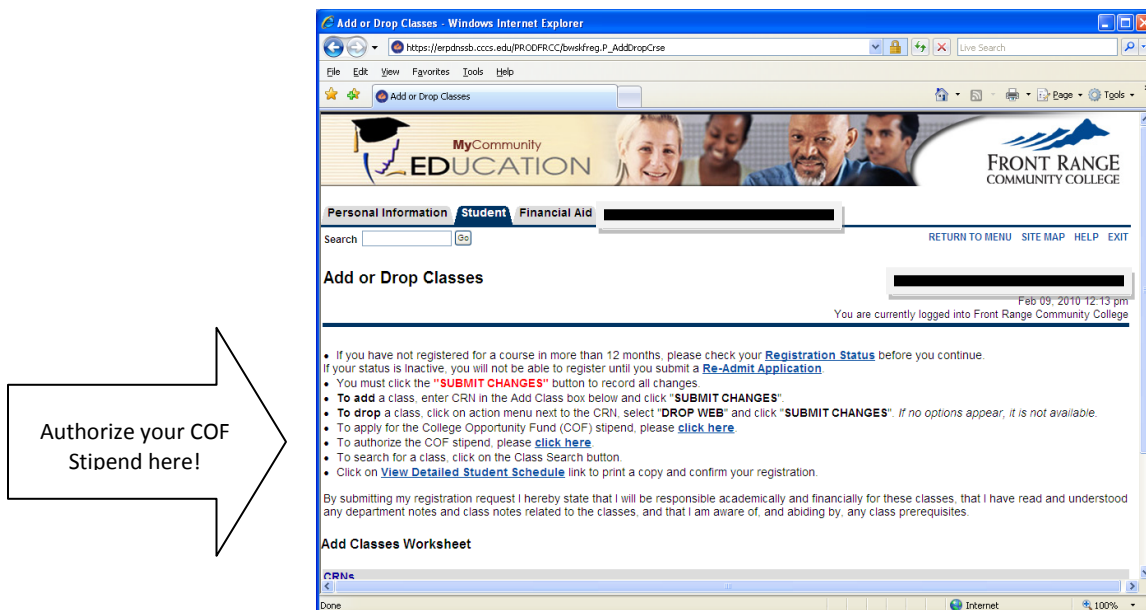 Add or Drop Classes - Windows Internet Explorer
https://erpdnssb.cccs.edu/PRODFRCC/bwskfreg.P_AddDropCrse
Live Search
File Edit View Favorites Tools Help
Add or Drop Classes
Page Tools
MyCommunity
EDUCATION
FRONT RANGE
COMMUNITY COLLEGE
Personal Information Student Financial Aid
Search Go
RETURN TO MENU SITE MAP HELP EXIT
Add or Drop Classes
Feb 09, 2010 12:13 pm
You are currently logged into Front Range Community College
• If you have not registered for a course in more than 12 months, please check your Registration Status before you continue.
If your status is Inactive, you will not be able to register until you submit a Re-Admit Application.
• You must click the "SUBMIT CHANGES" button to record all changes.
• To add a class, enter CRN in the Add Class box below and click "SUBMIT CHANGES".
• To drop a class, click on action menu next to the CRN, select "DROP WEB" and click "SUBMIT CHANGES". If no options appear, it is not available.
• To apply for the College Opportunity Fund (COF) stipend, please click here.
• To authorize the COF stipend, please click here.
• To search for a class, click on the Class Search button.
• Click on View Detailed Student Schedule link to print a copy and confirm your registration.
By submitting my registration request I hereby state that I will be responsible academically and financially for these classes, that I have read and understood
any department notes and class notes related to the classes, and that I am aware of, and abiding by, any class prerequisites.
Add Classes Worksheet
CRNs
Done
Internet
100%
Authorize your COF
Stipend here!